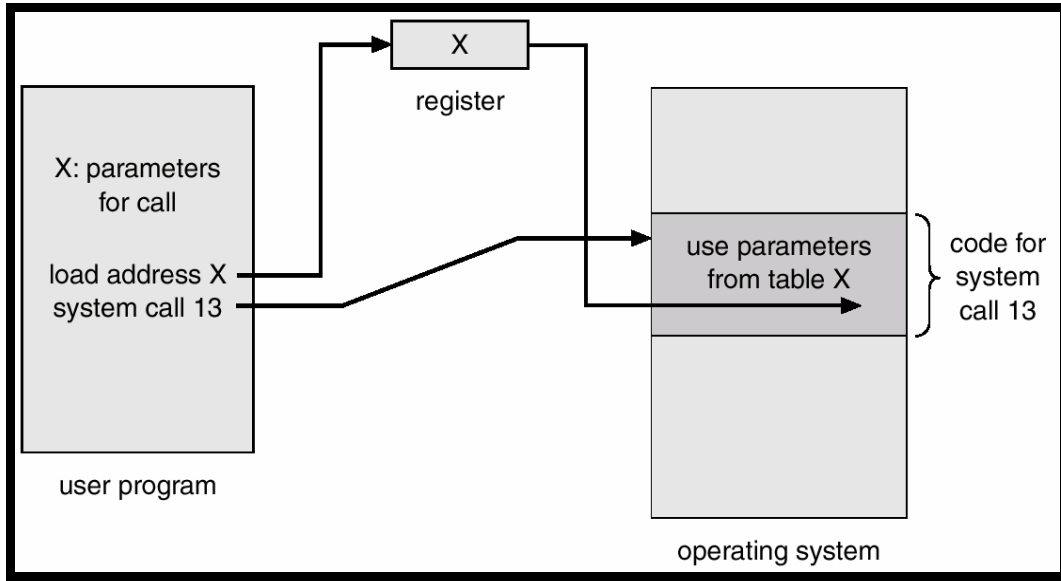 X
register
X: parameters
for call
load address X
system call 13
use parameters
from table X
code for
system
call 13
user program
operating system